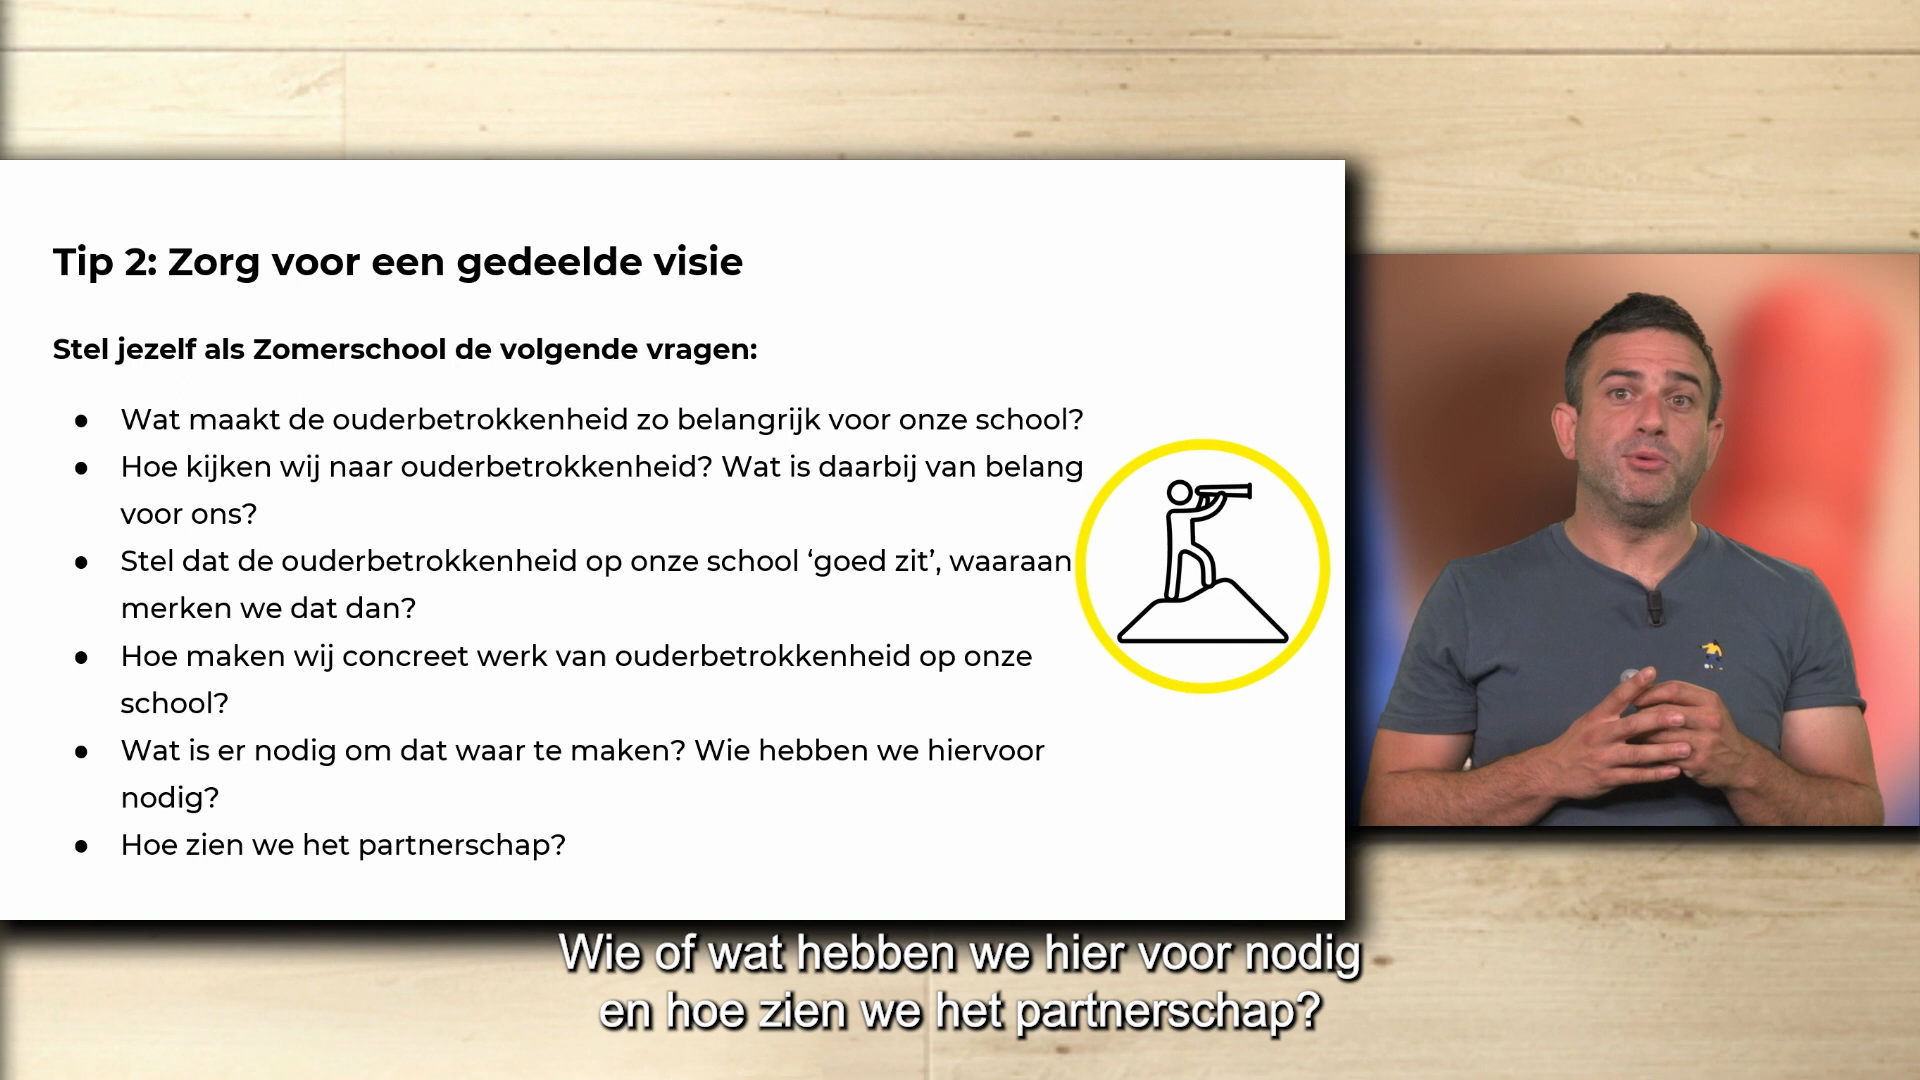 Tip 2: Zorg voor een gedeelde visie
Stel jezelf als Zomerschool de volgende vragen:
● Wat maakt de ouderbetrokkenheid zo belangrijk voor onze school?
● Hoe kijken wij naar ouderbetrokkenheid? Wat is daarbij van belang
voor ons?
● Stel dat de ouderbetrokkenheid op onze school ‘goed zit’, waaraan
merken we dat dan?
● Hoe maken wij concreet werk van ouderbetrokkenheid op onze
school?
● Wat is er nodig om dat waar te maken? Wie hebben we hiervoor
nodig?
● Hoe zien we het partnerschap?
Wie of wat hebben we hier voor nodig
en hoe zien we het partnerschap?